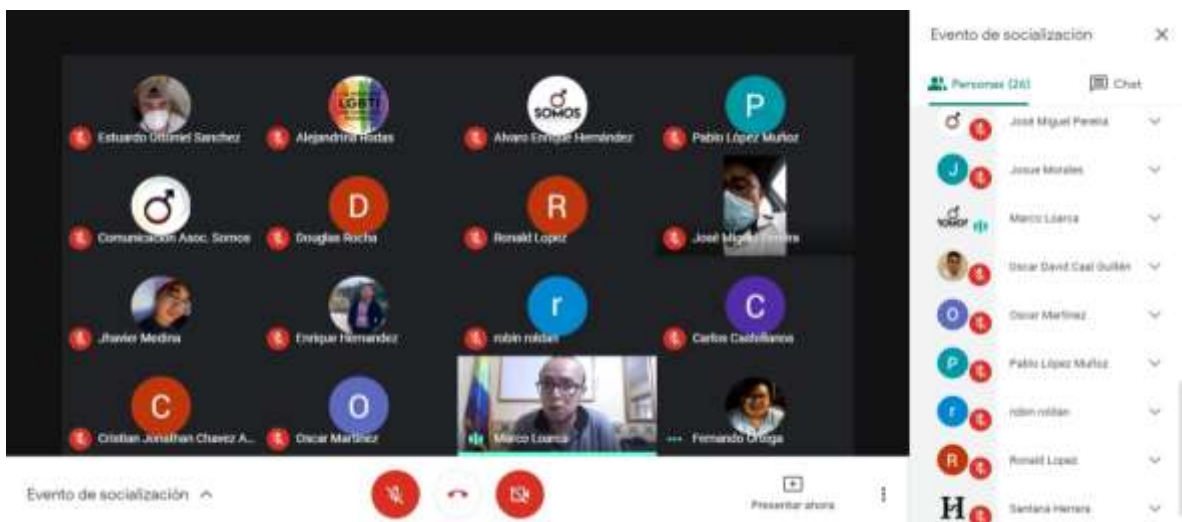 Evento de socialización
Personas (26)
Chat
LGBTI
SOMOS
P
Estuardo Ottoniel Sanchez
Alejandrina Rodas
Alvaro Enrique Hernández
Pablo López Muñoz
D
R
Comunicación Asoc. Somos
Douglas Rocha
Ronald Lopez
José Miguel Pereira
r
C
Jhavier Medina
Enrique Hernandez
robin roldan
Carlos Castellanos
C
O
Cristian Jonathan Chavez A...
Oscar Martinez
Marco Loarca
Fernando Ortega
José Miguel Pereira
J
Josue Morales
SOMOS
Marco Loarca
Oscar David Caal Guillén
O
Oscar Martinez
P
Pablo López Muñoz
r
robin roldan
R
Ronald Lopez
H
Santana Herrera
Evento de socialización
Presentar ahora